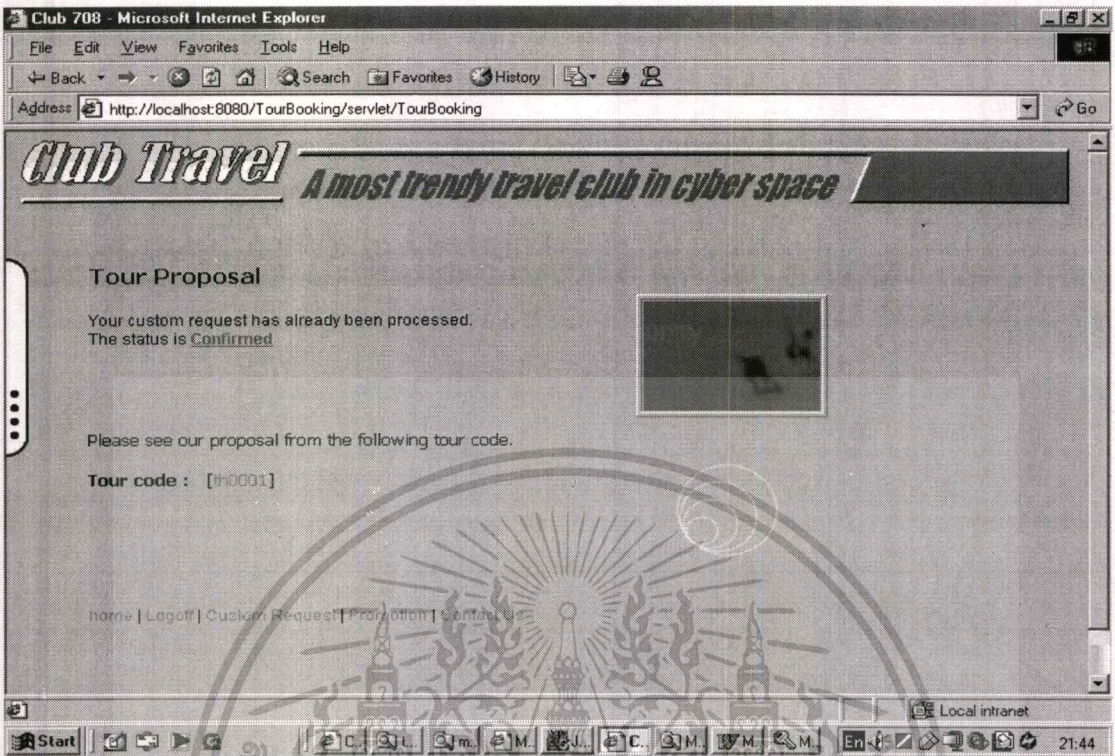 Club 708 - Microsoft Internet Explorer
File Edit View Favorites Tools Help
Back Search Favorites History
Address http://localhost:8080/TourBooking/servlet/TourBooking Go
Club Travel
A most trendy travel club in cyber space
Tour Proposal
Your custom request has already been processed.
The status is Confirmed
Please see our proposal from the following tour code.
Tour code : [th0001]
home | Logoff | Custom Request | Promotion | Contact Us
Local intranet
Start C.. m.. M.. J.. C.. M.. M.. M.. En 21:44